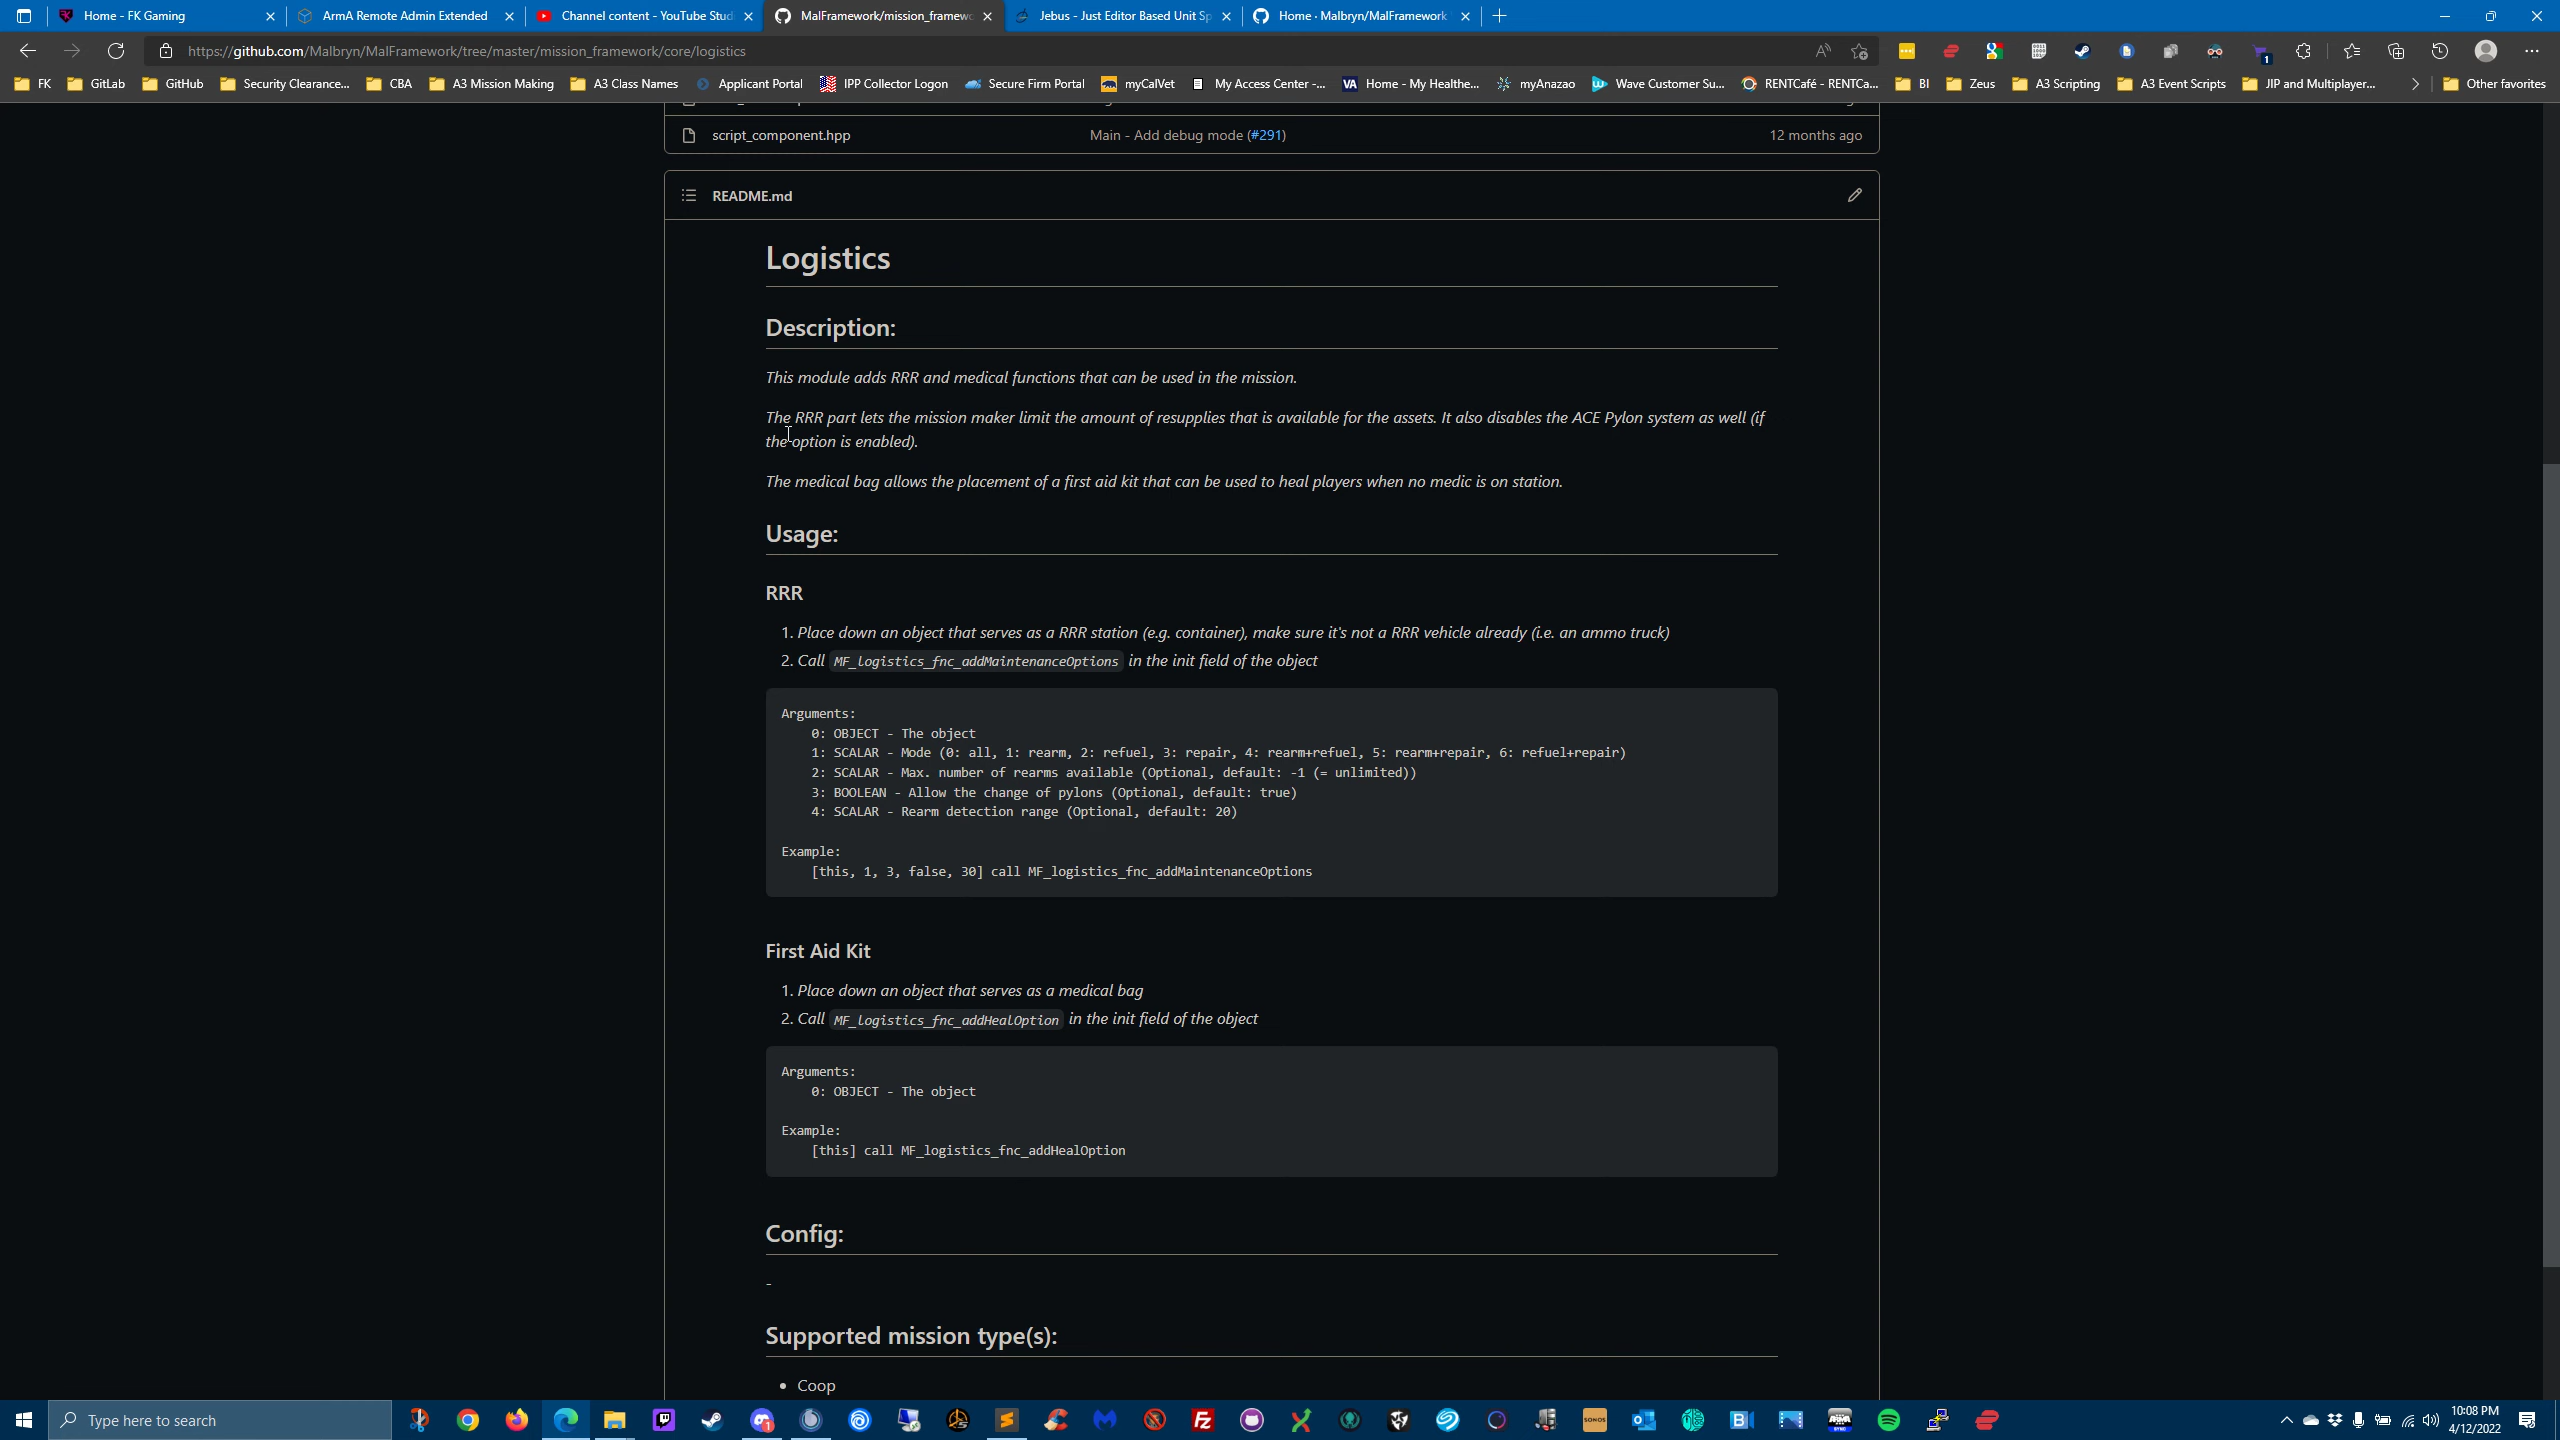 Home - FK Gaming
ArmA Remote Admin Extended
Channel content - YouTube Stud
MalFramework/mission_framewo
Jebus - Just Editor Based Unit Sp
Home · Malbryn/MalFramework
https://github.com/Malbryn/MalFramework/tree/master/mission_framework/core/logistics
FK
GitLab
GitHub
Security Clearance...
CBA
A3 Mission Making
A3 Class Names
Applicant Portal
IPP Collector Logon
Secure Firm Portal
myCalVet
My Access Center -...
Home - My Healthe...
myAnazao
Wave Customer Su...
RENTCafé - RENTCa...
BI
Zeus
A3 Scripting
A3 Event Scripts
JIP and Multiplayer...
Other favorites
script_component.hpp
Main - Add debug mode (#291)
12 months ago
README.md
Logistics
Description:
This module adds RRR and medical functions that can be used in the mission.
The RRR part lets the mission maker limit the amount of resupplies that is available for the assets. It also disables the ACE Pylon system as well (if
the option is enabled).
The medical bag allows the placement of a first aid kit that can be used to heal players when no medic is on station.
Usage:
RRR
1. Place down an object that serves as a RRR station (e.g. container), make sure it's not a RRR vehicle already (i.e. an ammo truck)
2. Call MF_logistics_fnc_addMaintenanceOptions in the init field of the object
Arguments:
0: OBJECT - The object
1: SCALAR - Mode (0: all, 1: rearm, 2: refuel, 3: repair, 4: rearm+refuel, 5: rearm+repair, 6: refuel+repair)
2: SCALAR - Max. number of rearms available (Optional, default: -1 (= unlimited))
3: BOOLEAN - Allow the change of pylons (Optional, default: true)
4: SCALAR - Rearm detection range (Optional, default: 20)
Example:
[this, 1, 3, false, 30] call MF_logistics_fnc_addMaintenanceOptions
First Aid Kit
1. Place down an object that serves as a medical bag
2. Call MF_logistics_fnc_addHealOption in the init field of the object
Arguments:
0: OBJECT - The object
Example:
[this] call MF_logistics_fnc_addHealOption
Config:
-
Supported mission type(s):
• Coop
Type here to search
10:08 PM
4/12/2022